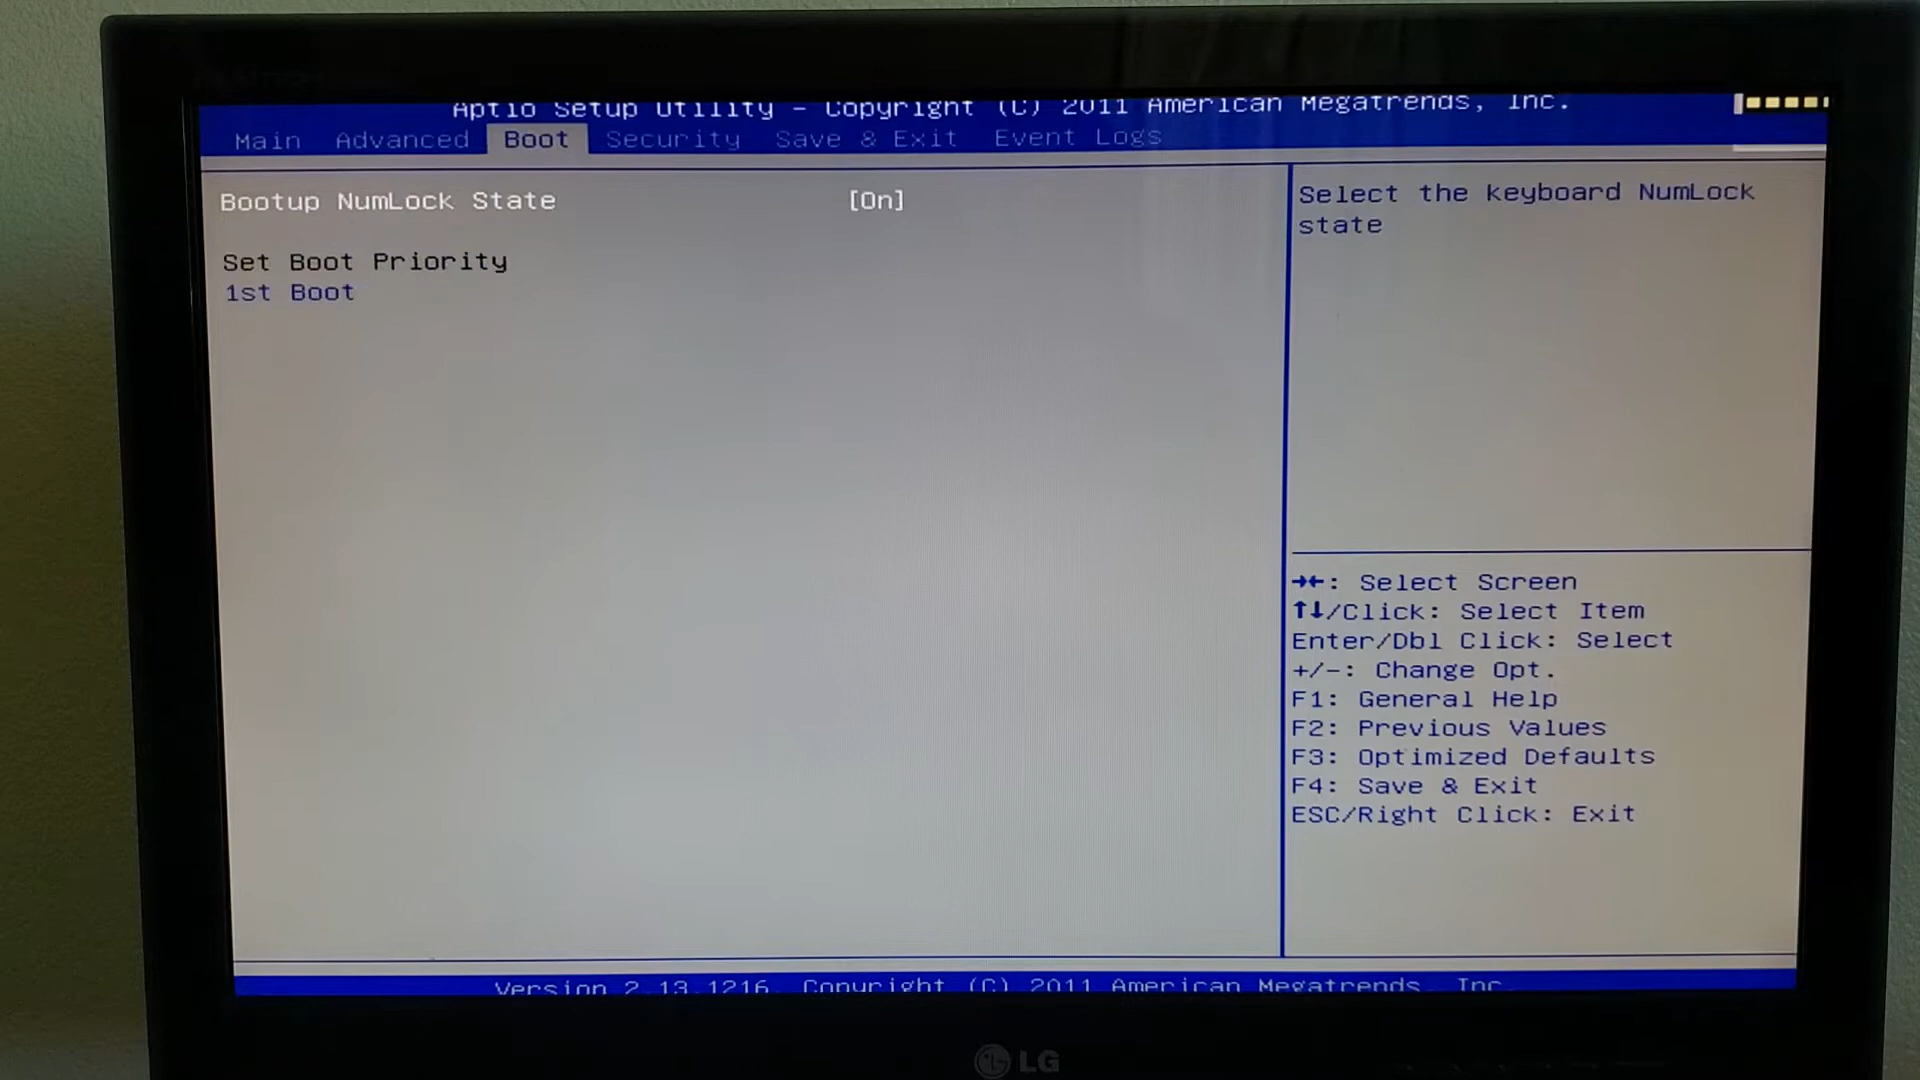 Aptio Setup Utility – Copyright (C) 2011 American Megatrends, Inc.
Main Advanced Boot Security Save & Exit Event Logs
Bootup NumLock State [On]
Set Boot Priority
1st Boot
Select the keyboard NumLock
state
→←: Select Screen
↑↓/Click: Select Item
Enter/Dbl Click: Select
+/-: Change Opt.
F1: General Help
F2: Previous Values
F3: Optimized Defaults
F4: Save & Exit
ESC/Right Click: Exit
Version 2.13.1216. Copyright (C) 2011 American Megatrends, Inc.
LG